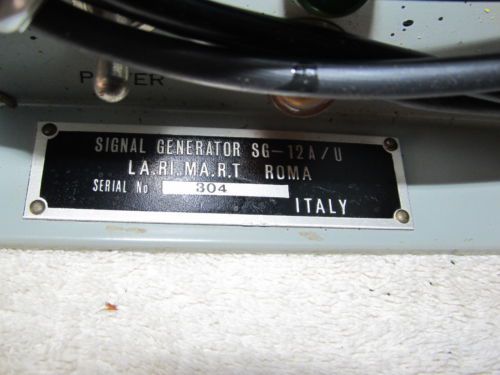 POWER
SIGNAL GENERATOR SG-12A/U
LA.RI.MA.R.T ROMA
SERIAL No 304
ITALY